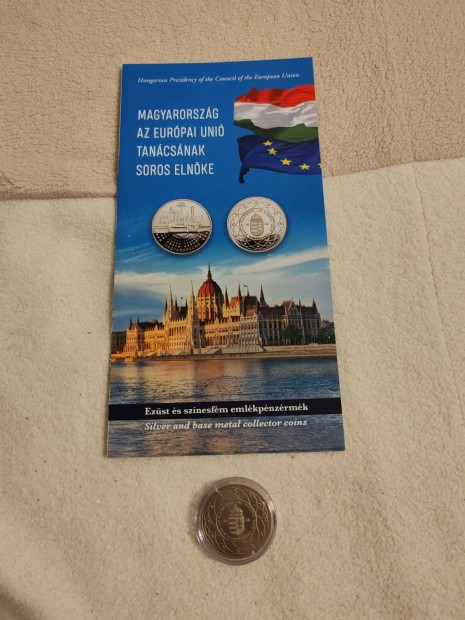 Hungarian Presidency of the Council of the European Union
MAGYARORSZÁG
AZ EURÓPAI UNIÓ
TANÁCSÁNAK
SOROS ELNÖKE
Ezüst és színesfém emlékpénzérmék
Silver and base metal collector coins